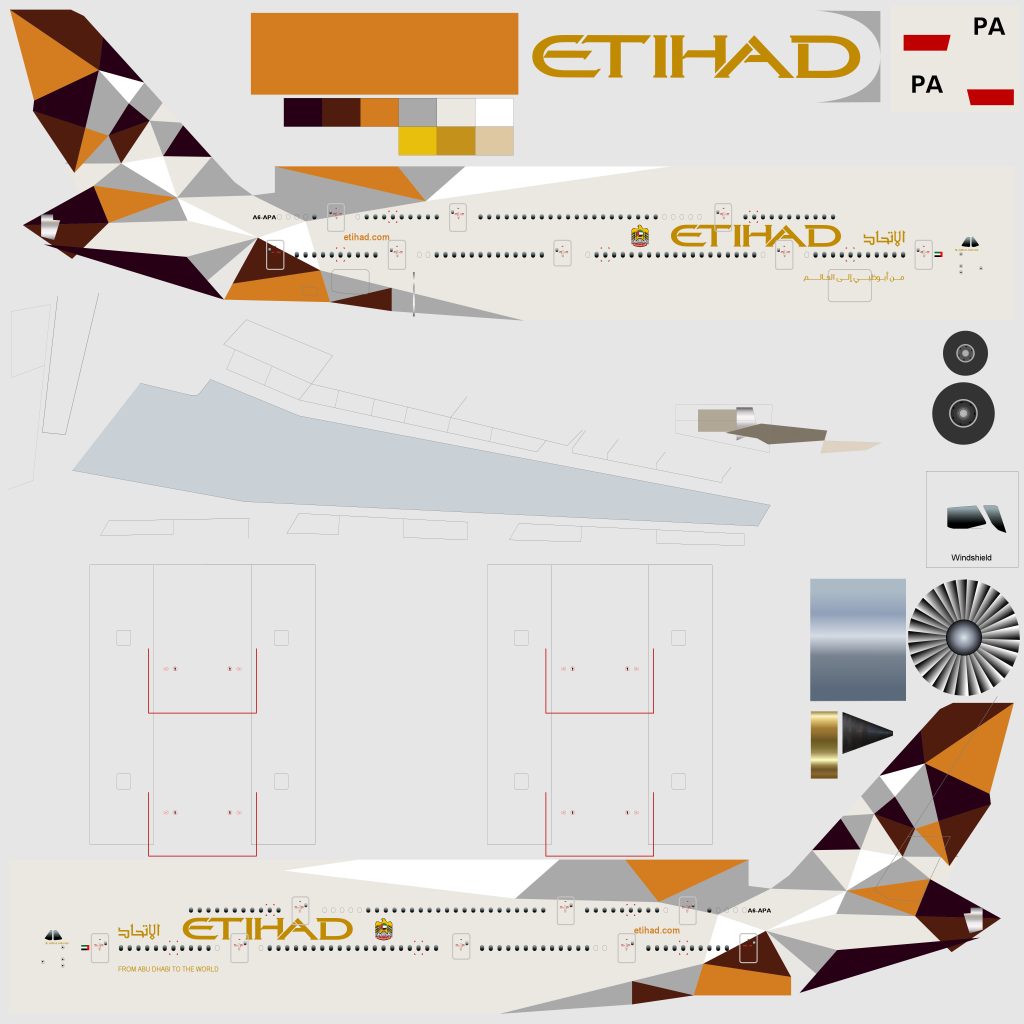 ETIHAD
PA
PA
A6-APA
etihad.com
ETIHAD
الإتحاد
من أبوظبي إلى العالم
Windshield
الإتحاد
ETIHAD
etihad.com
A6-APA
FROM ABU DHABI TO THE WORLD